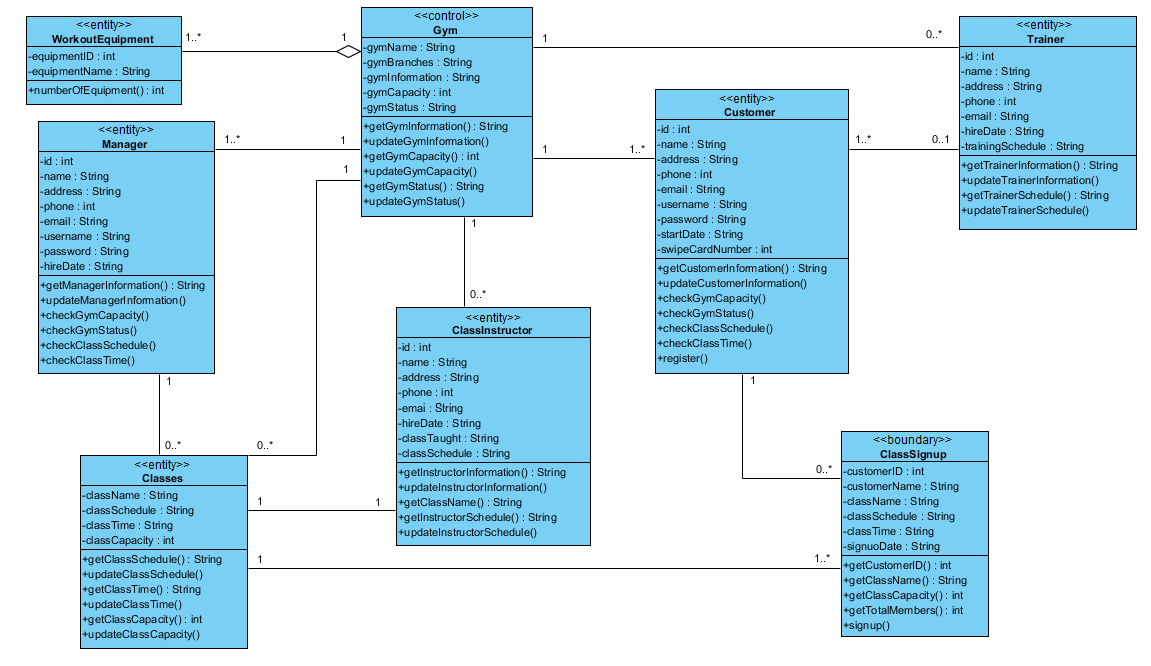 <<entity>>
WorkoutEquipment
-equipmentID : int
-equipmentName : String
+numberOfEquipment() : int
1..*
1
<<control>>
Gym
-gymName : String
-gymBranches : String
-gymInformation : String
-gymCapacity : int
-gymStatus : String
+getGymInformation() : String
+updateGymInformation()
+getGymCapacity() : int
+updateGymCapacity()
+getGymStatus() : String
+updateGymStatus()
1
0..*
<<entity>>
Trainer
-id : int
-name : String
-address : String
-phone : int
-email : String
-hireDate : String
-trainingSchedule : String
+getTrainerInformation() : String
+updateTrainerInformation()
+getTrainerSchedule() : String
+updateTrainerSchedule()
<<entity>>
Manager
-id : int
-name : String
-address : String
-phone : int
-email : String
-username : String
-password : String
-hireDate : String
+getManagerInformation() : String
+updateManagerInformation()
+checkGymCapacity()
+checkGymStatus()
+checkClassSchedule()
+checkClassTime()
1..*
1
1
1
1..*
<<entity>>
Customer
-id : int
-name : String
-address : String
-phone : int
-email : String
-username : String
-password : String
-startDate : String
-swipeCardNumber : int
+getCustomerInformation() : String
+updateCustomerInformation()
+checkGymCapacity()
+checkGymStatus()
+checkClassSchedule()
+checkClassTime()
+register()
1..*
0..1
1
0..*
<<entity>>
ClassInstructor
-id : int
-name : String
-address : String
-phone : int
-emai : String
-hireDate : String
-classTaught : String
-classSchedule : String
+getInstructorInformation() : String
+updateInstructorInformation()
+getClassName() : String
+getInstructorSchedule() : String
+updateInstructorSchedule()
1
0..*
0..*
<<entity>>
Classes
-className : String
-classSchedule : String
-classTime : String
-classCapacity : int
+getClassSchedule() : String
+updateClassSchedule()
+getClassTime() : String
+updateClassTime()
+getClassCapacity() : int
+updateClassCapacity()
1
1
1
1..*
1
0..*
<<boundary>>
ClassSignup
-customerID : int
-customerName : String
-className : String
-classSchedule : String
-classTime : String
-signuoDate : String
+getCustomerID() : int
+getClassName() : String
+getClassCapacity() : int
+getTotalMembers() : int
+signup()